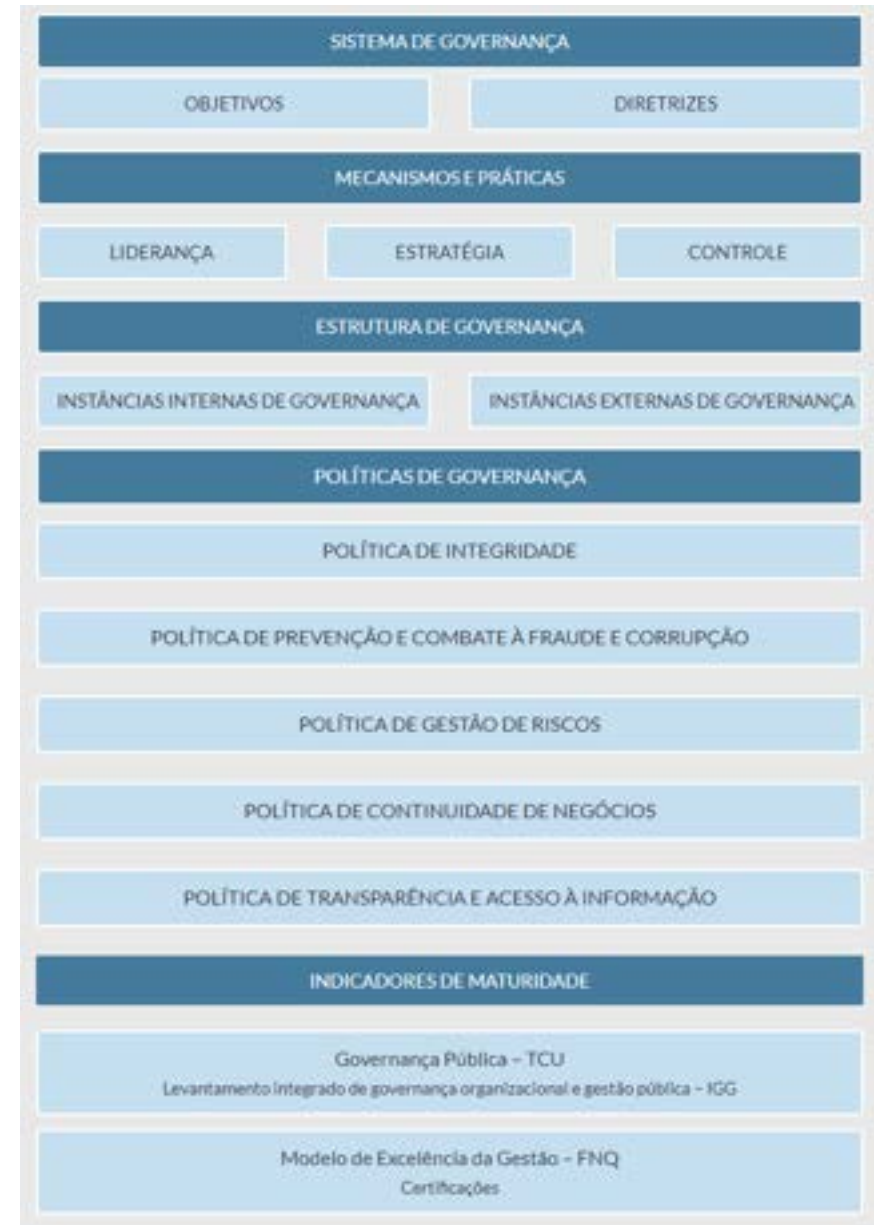 SISTEMA DE GOVERNANÇA
OBJETIVOS
DIRETRIZES
MECANISMOS E PRÁTICAS
LIDERANÇA
ESTRATÉGIA
CONTROLE
ESTRUTURA DE GOVERNANÇA
INSTÂNCIAS INTERNAS DE GOVERNANÇA
INSTÂNCIAS EXTERNAS DE GOVERNANÇA
POLÍTICAS DE GOVERNANÇA
POLÍTICA DE INTEGRIDADE
POLÍTICA DE PREVENÇÃO E COMBATE À FRAUDE E CORRUPÇÃO
POLÍTICA DE GESTÃO DE RISCOS
POLÍTICA DE CONTINUIDADE DE NEGÓCIOS
POLÍTICA DE TRANSPARÊNCIA E ACESSO À INFORMAÇÃO
INDICADORES DE MATURIDADE
Governança Pública – TCU
Levantamento integrado de governança organizacional e gestão pública – IGG
Modelo de Excelência da Gestão – FNQ
Certificações